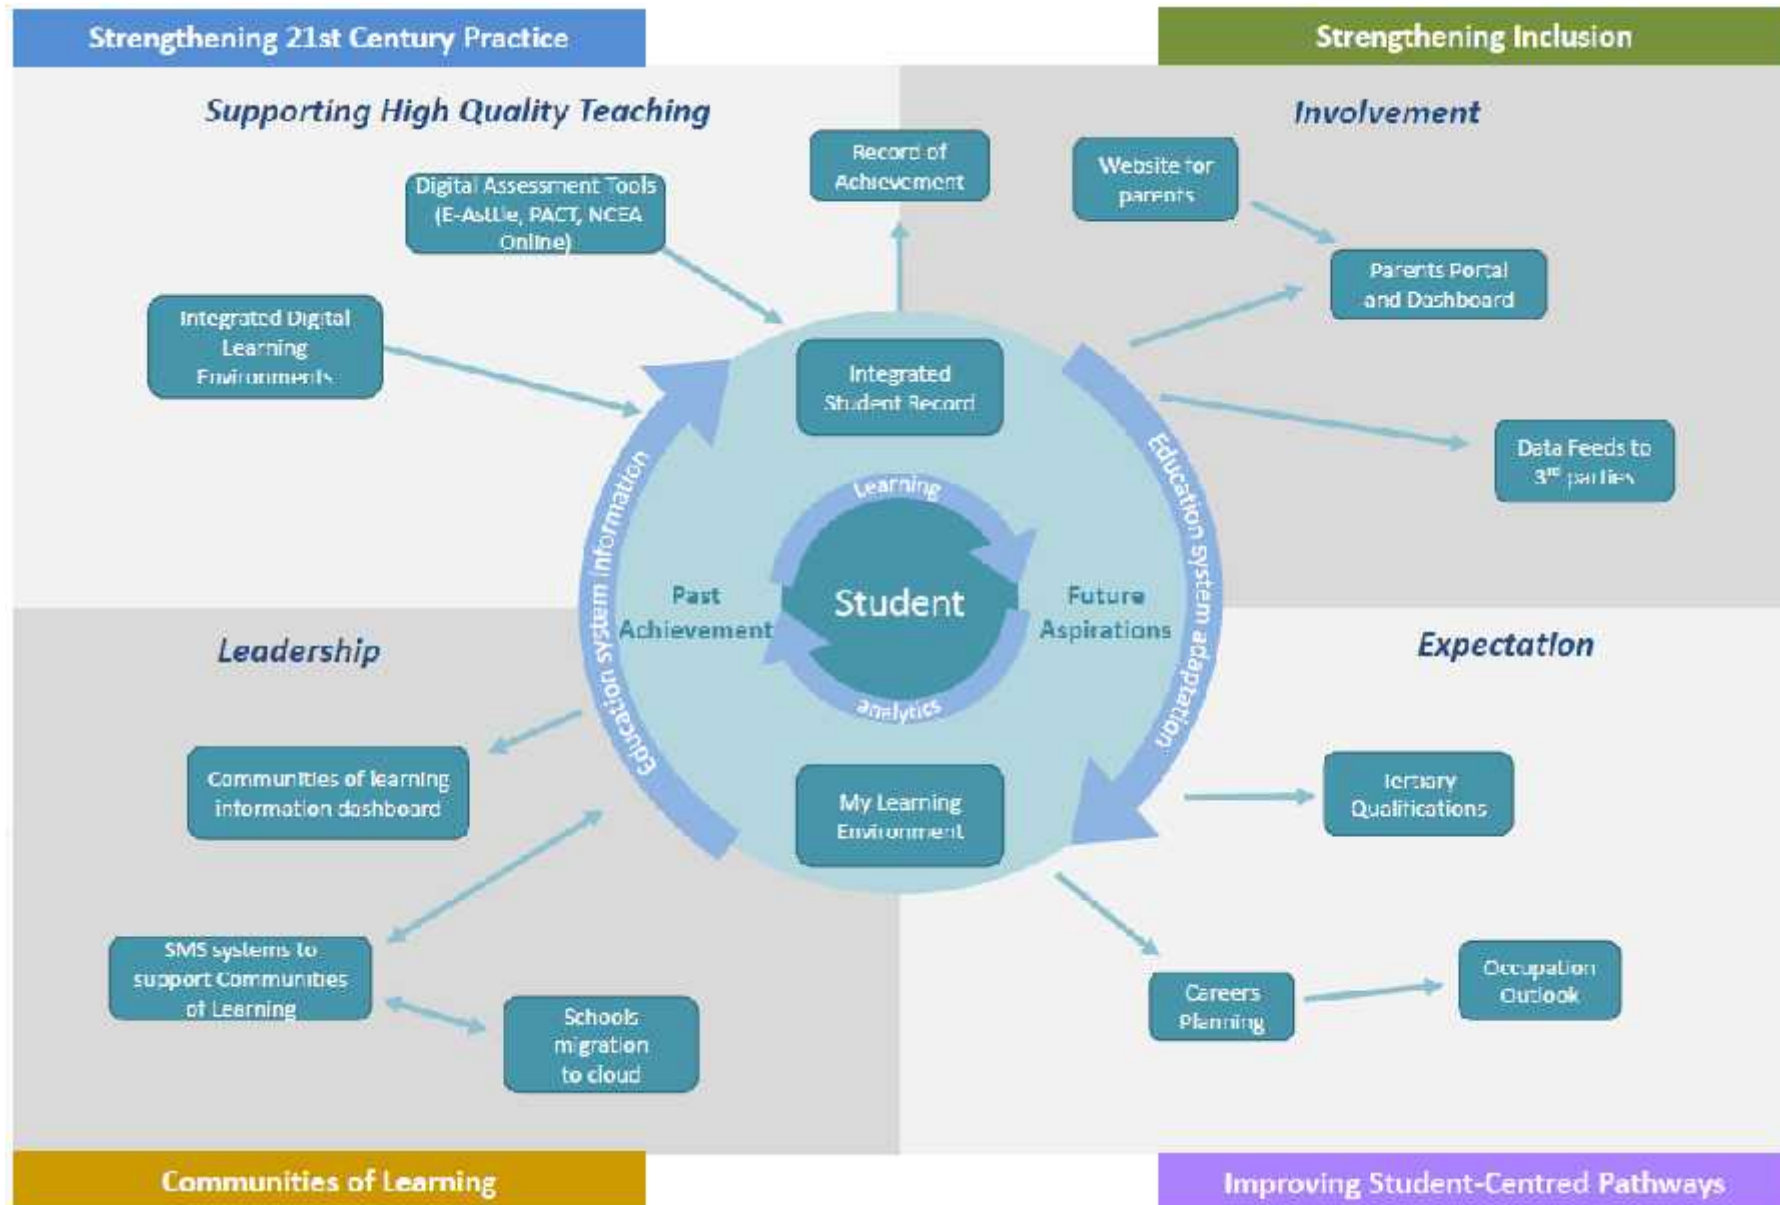 Strengthening 21st Century Practice
Strengthening Inclusion
Supporting High Quality Teaching
Involvement
Record of
Achievement
Website for
parents
Digital Assessment Tools
(E-Asttle, PACT, NCEA
Online)
Parents Portal
and Dashboard
Integrated Digital
Learning
Environments
Integrated
Student Record
Data Feeds to
3rd parties
Education system information
Education system adaptation
Learning
Past
Achievement
Student
Future
Aspirations
analytics
Leadership
Expectation
Communities of learning
information dashboard
My Learning
Environment
Tertiary
Qualifications
SMS systems to
support Communities
of Learning
Schools
migration
to cloud
Careers
Planning
Occupation
Outlook
Communities of Learning
Improving Student-Centred Pathways